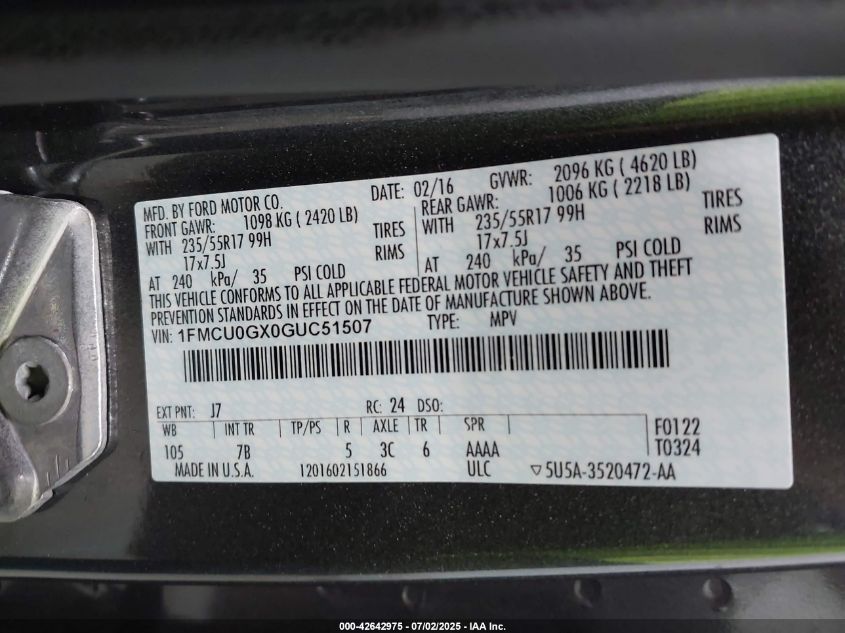 MFD. BY FORD MOTOR CO. DATE: 02/16 GVWR: 2096 KG ( 4620 LB)
FRONT GAWR: 1098 KG ( 2420 LB) REAR GAWR: 1006 KG ( 2218 LB)
WITH 235/55R17 99H TIRES WITH 235/55R17 99H TIRES
17x7.5J RIMS 17x7.5J RIMS
AT 240 kPa/ 35 PSI COLD AT 240 kPa/ 35 PSI COLD
THIS VEHICLE CONFORMS TO ALL APPLICABLE FEDERAL MOTOR VEHICLE SAFETY AND THEFT
PREVENTION STANDARDS IN EFFECT ON THE DATE OF MANUFACTURE SHOWN ABOVE.
VIN: 1FMCU0GX0GUC51507 TYPE: MPV
EXT PNT: J7 RC: 24 DSO:
WB INT TR TP/PS R AXLE TR SPR F0122
105 7B 5 3C 6 AAAA T0324
MADE IN U.S.A. 1201602151866 ULC ▽5U5A-3520472-AA
000-42642975 | 07/02/2025 | IAA Inc.